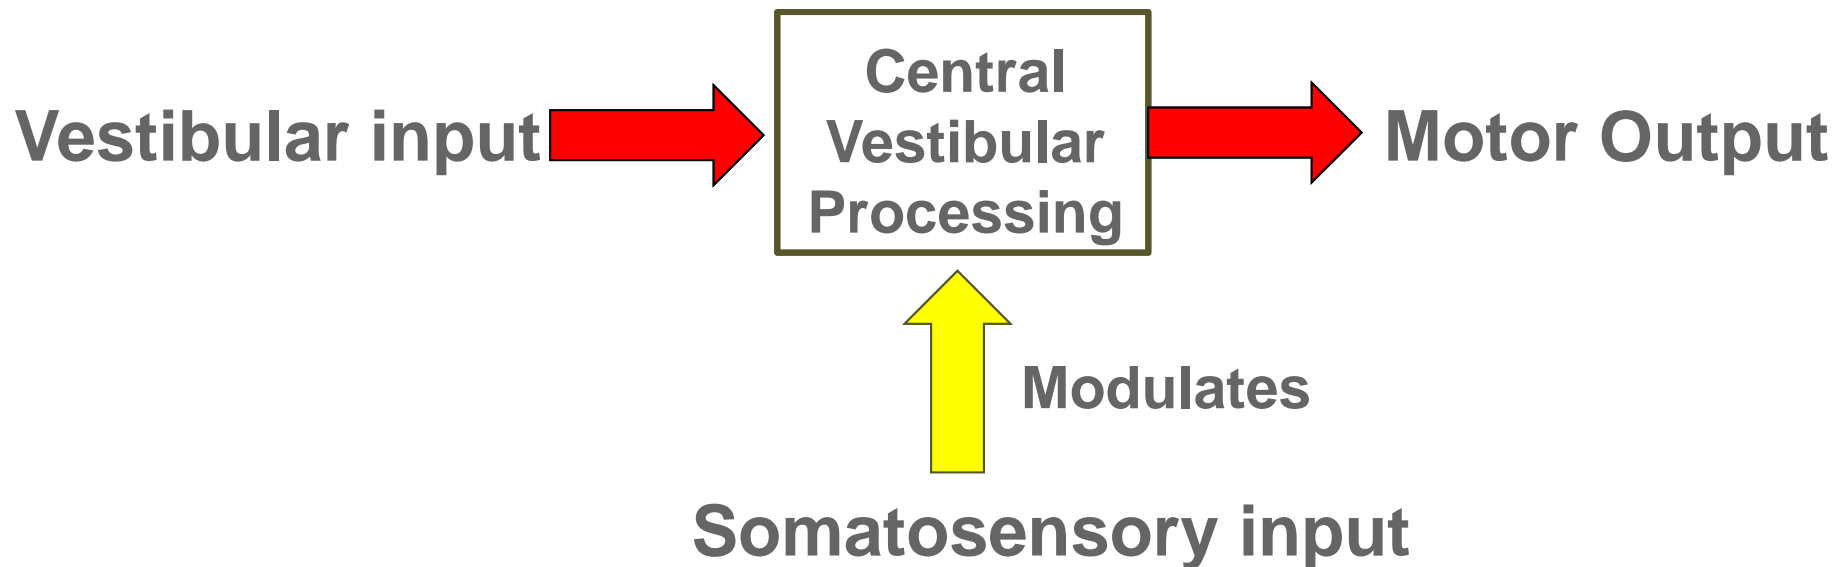 Vestibular input
Central
Vestibular
Processing
Motor Output
Modulates
Somatosensory input